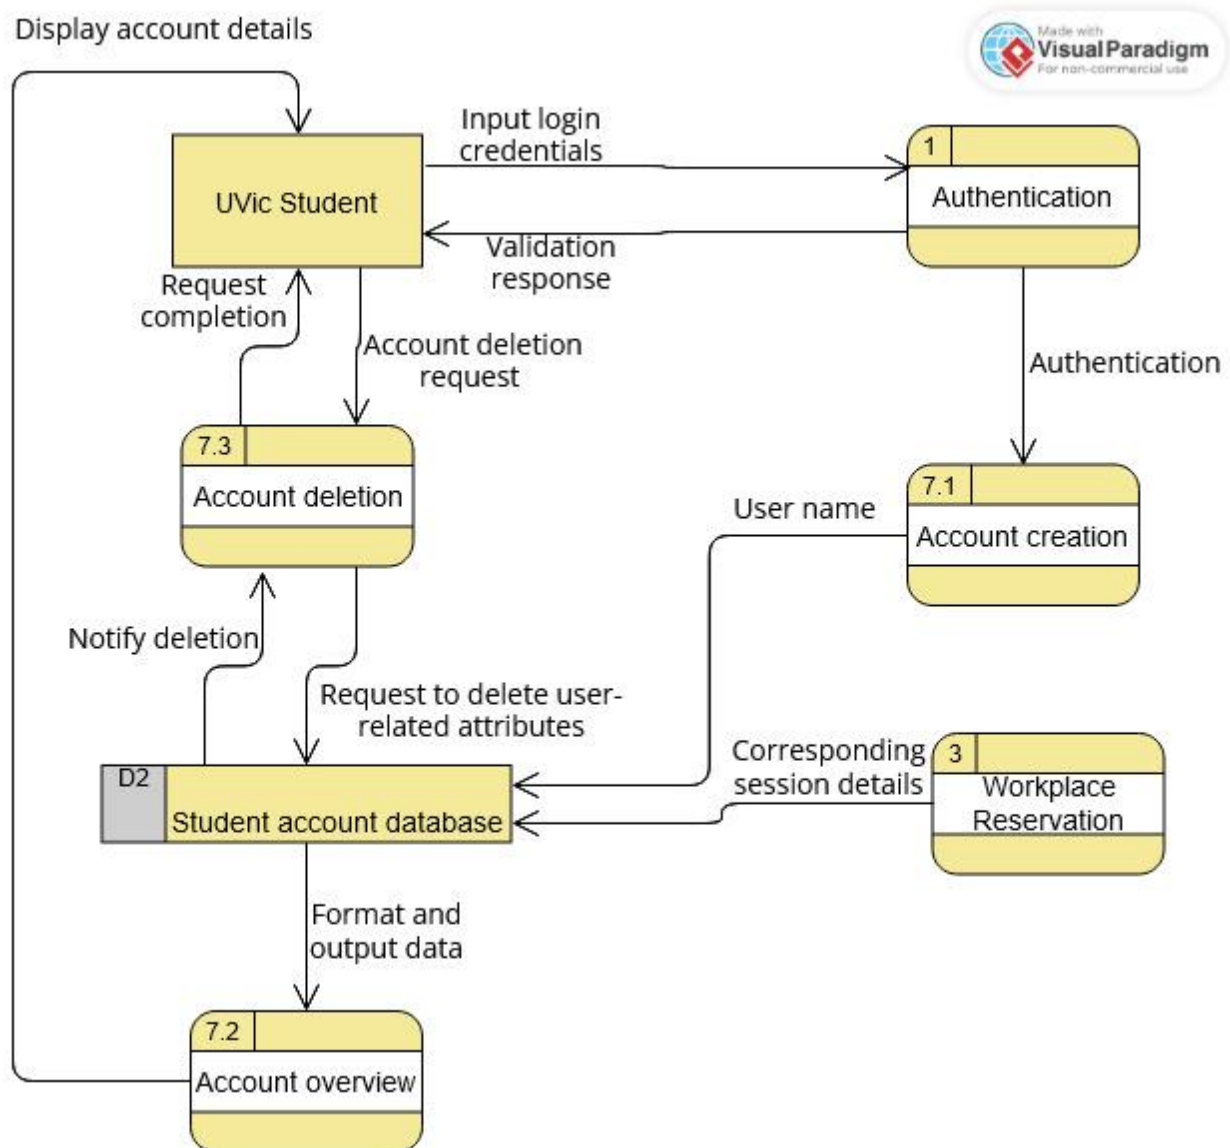 Display account details
Made with
VisualParadigm
For non-commercial use
Input login
credentials
1
Authentication
UVic Student
Validation
response
Request
completion
Account deletion
request
Authentication
7.3
Account deletion
7.1
Account creation
User name
Notify deletion
Request to delete user-
related attributes
Corresponding
session details
3
Workplace
Reservation
D2
Student account database
Format and
output data
7.2
Account overview